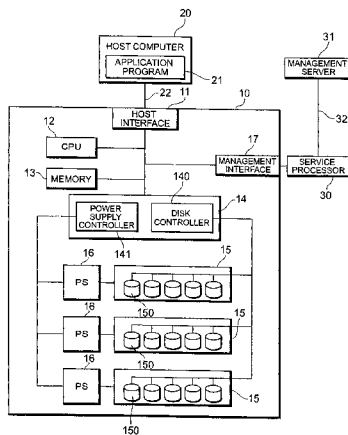 20
HOST COMPUTER
APPLICATION
PROGRAM
21
31
MANAGEMENT
SERVER
22
11
10
HOST
INTERFACE
12
CPU
32
17
13
MEMORY
MANAGEMENT
INTERFACE
SERVICE
PROCESSOR
30
140
14
POWER
SUPPLY
CONTROLLER
DISK
CONTROLLER
141
16
15
PS
150
16
15
PS
150
16
PS
15
150